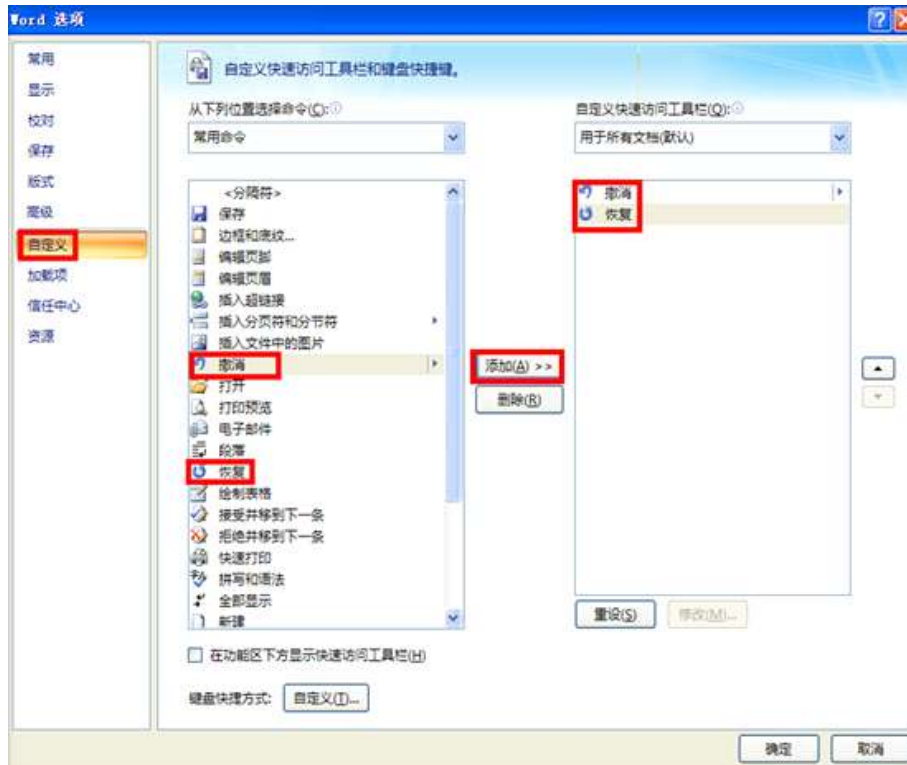 Word 选项
常用
显示
校对
保存
版式
高级
自定义
加载项
信任中心
资源
自定义快速访问工具栏和键盘快捷键。
从下列位置选择命令(C):
常用命令
<分隔符>
保存
边框和底纹...
编辑页脚
编辑页眉
插入超链接
插入分页符和分节符
插入文件中的图片
撤消
打开
打印预览
电子邮件
段落
恢复
绘制表格
接受并移到下一条
拒绝并移到下一条
快速打印
拼写和语法
全部显示
新建
添加(A) >>
删除(R)
自定义快速访问工具栏(Q):
用于所有文档(默认)
撤消
恢复
重设(S)
修改(M)...
在功能区下方显示快速访问工具栏(H)
键盘快捷方式:
自定义(T)...
确定
取消